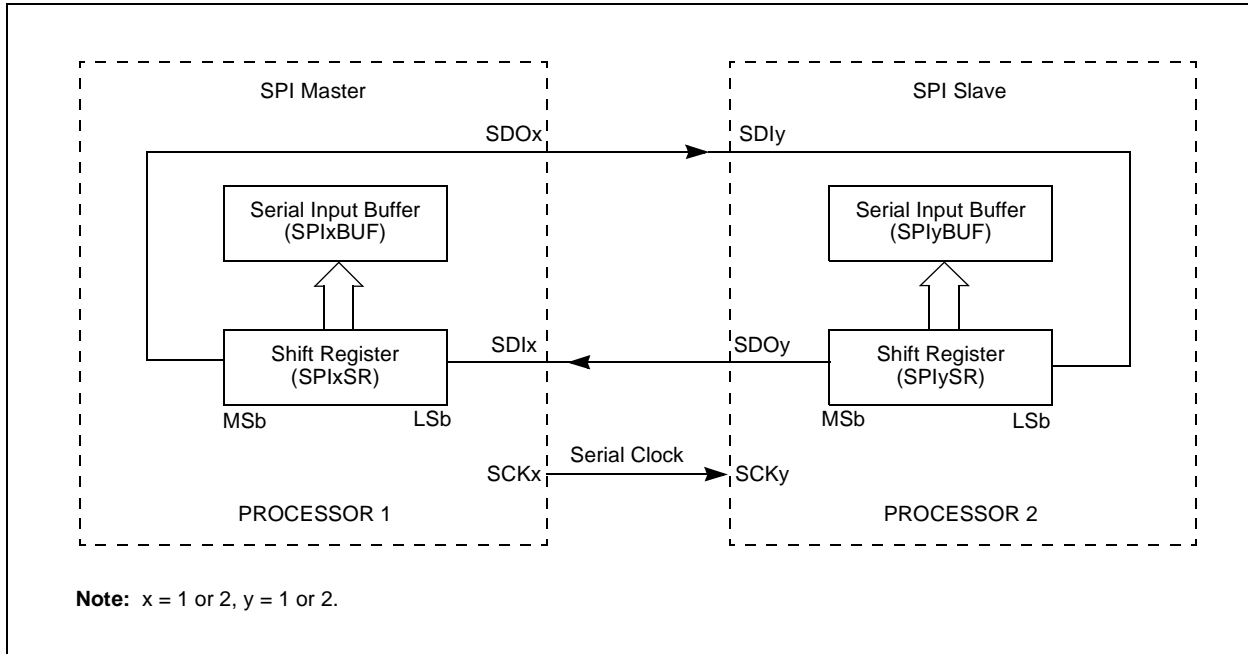 SPI Master
SPI Slave
SDOx
SDIy
Serial Input Buffer
(SPIxBUF)
Serial Input Buffer
(SPIyBUF)
Shift Register
(SPIxSR)
SDIx
SDOy
Shift Register
(SPIySR)
MSb
LSb
MSb
LSb
Serial Clock
SCKx
SCKy
PROCESSOR 1
PROCESSOR 2
Note: x = 1 or 2, y = 1 or 2.